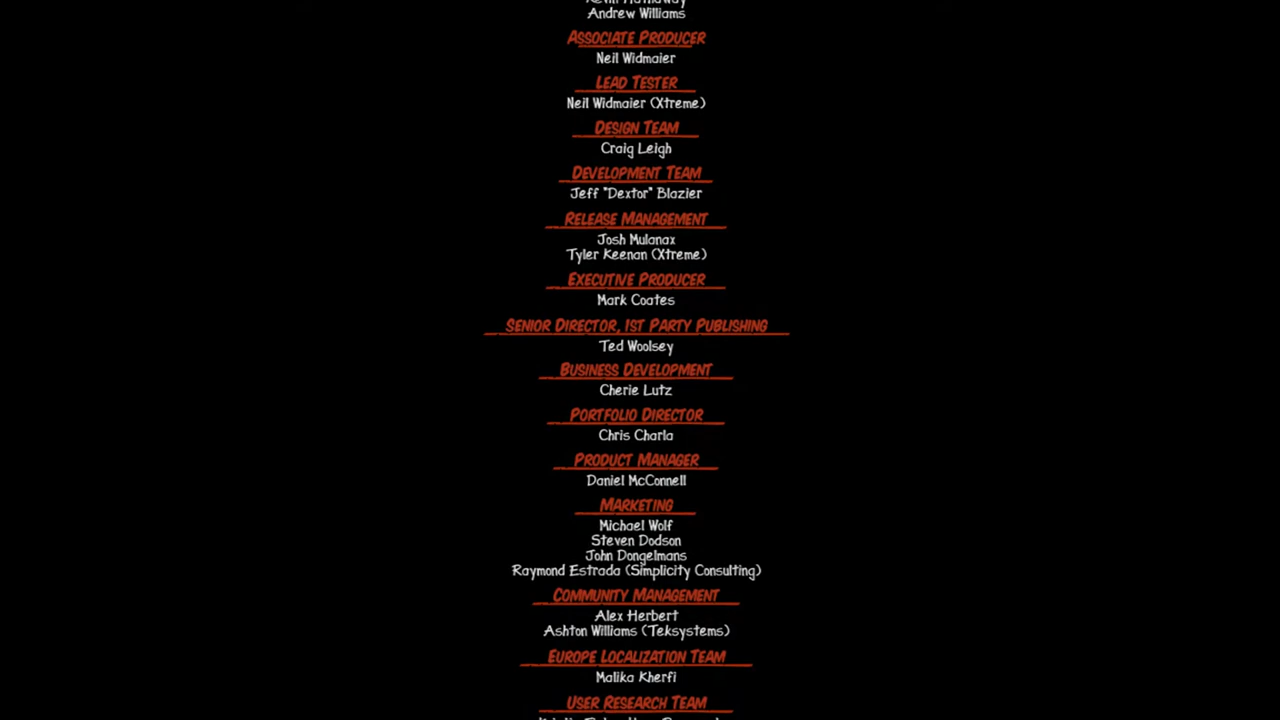 Andrew Williams
ASSOCIATE PRODUCER
Neil Widmaier
LEAD TESTER
Neil Widmaier (Xtreme)
DESIGN TEAM
Craig Leigh
DEVELOPMENT TEAM
Jeff "Dextor" Blazier
RELEASE MANAGEMENT
Josh Mulanax
Tyler Keenan (Xtreme)
EXECUTIVE PRODUCER
Mark Coates
SENIOR DIRECTOR, 1ST PARTY PUBLISHING
Ted Woolsey
BUSINESS DEVELOPMENT
Cherie Lutz
PORTFOLIO DIRECTOR
Chris Charla
PRODUCT MANAGER
Daniel McConnell
MARKETING
Michael Wolf
Steven Dodson
John Dongelmans
Raymond Estrada (Simplicity Consulting)
COMMUNITY MANAGEMENT
Alex Herbert
Ashton Williams (Teksystems)
EUROPE LOCALIZATION TEAM
Malika Kherfi
USER RESEARCH TEAM